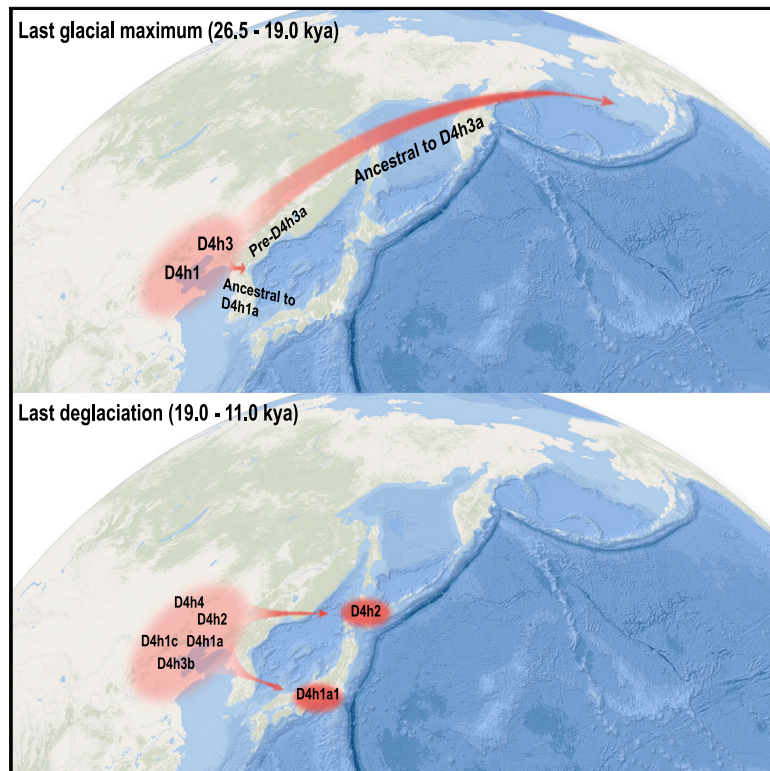 Last glacial maximum (26.5 - 19.0 kya)
Ancestral to D4h3a
Pre-D4h3a
D4h3
D4h1
Ancestral to
D4h1a
Last deglaciation (19.0 - 11.0 kya)
D4h4
D4h2
D4h2
D4h1c D4h1a
D4h3b
D4h1a1